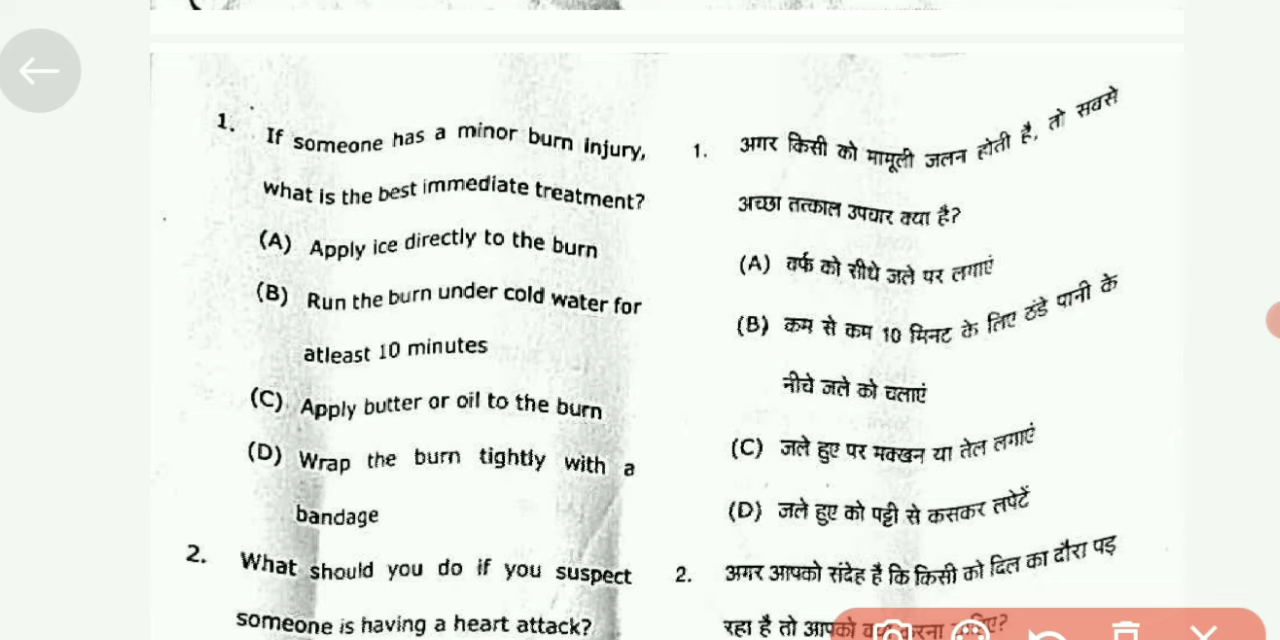 1. If someone has a minor burn injury,
what is the best immediate treatment?
(A) Apply ice directly to the burn
(B) Run the burn under cold water for
atleast 10 minutes
(C) Apply butter or oil to the burn
(D) Wrap the burn tightly with a
bandage
2. What should you do if you suspect
someone is having a heart attack?
1. अगर किसी को मामूली जलन होती है, तो सबसे
अच्छा तत्काल उपचार क्या है?
(A) वर्फ को सीधे जले पर लगाएं
(B) कम से कम 10 मिनट के लिए ठंडे पानी के
नीचे जले को चलाएं
(C) जले हुए पर मक्खन या तेल लगाएं
(D) जले हुए को पट्टी से कसकर लपेटें
2. अगर आपको संदेह है कि किसी को दिल का दौरा पड़
रहा है तो आपको क्या करना